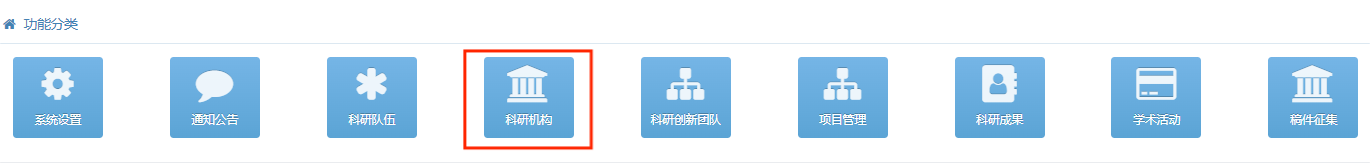 功能分类
系统设置
通知公告
科研队伍
科研机构
科研创新团队
项目管理
科研成果
学术活动
稿件征集